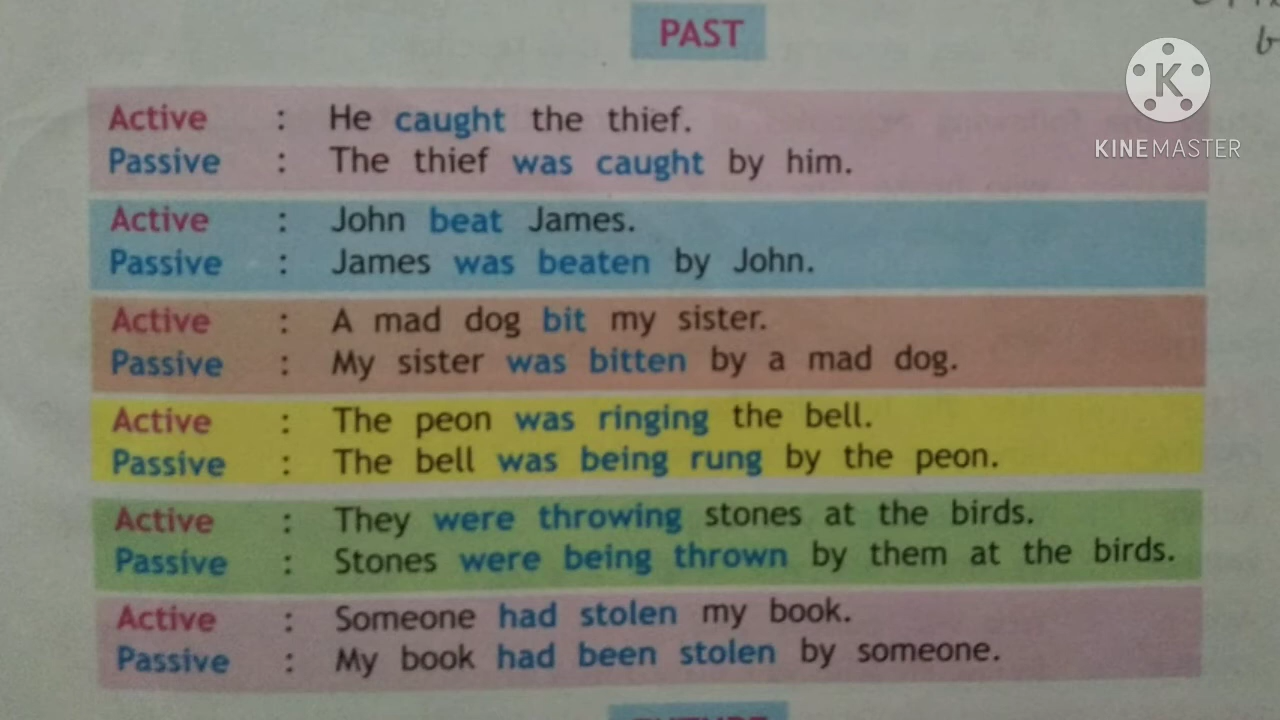 PAST
K
KINEMASTER
Active : He caught the thief.
Passive : The thief was caught by him.
Active : John beat James.
Passive : James was beaten by John.
Active : A mad dog bit my sister.
Passive : My sister was bitten by a mad dog.
Active : The peon was ringing the bell.
Passive : The bell was being rung by the peon.
Active : They were throwing stones at the birds.
Passive : Stones were being thrown by them at the birds.
Active : Someone had stolen my book.
Passive : My book had been stolen by someone.